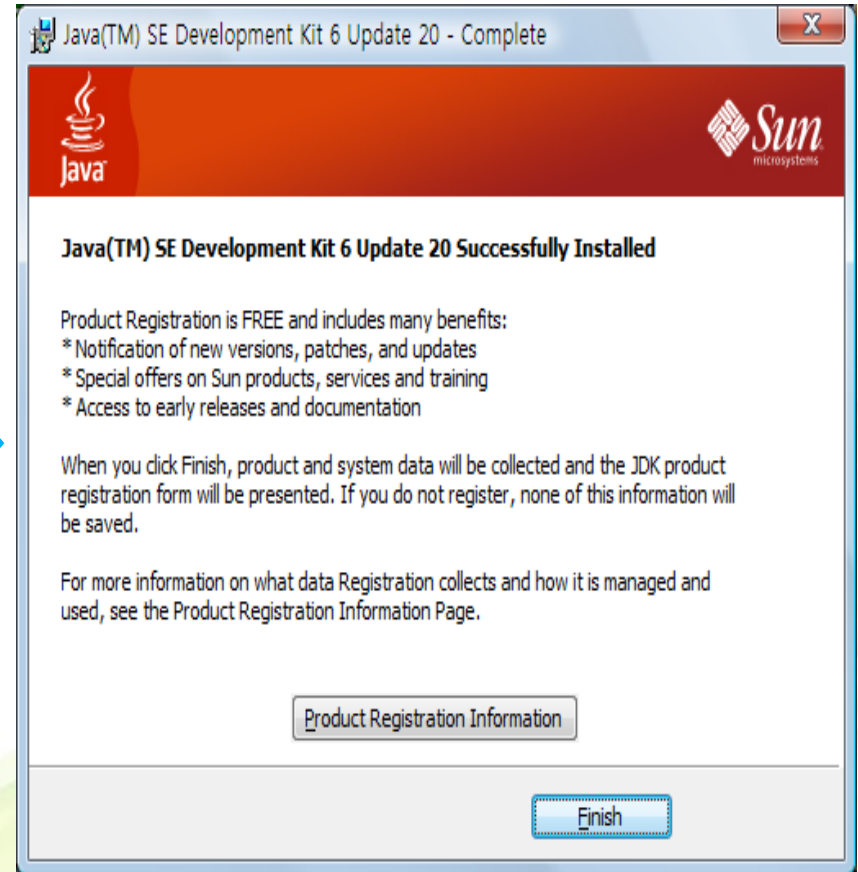 Java(TM) SE Development Kit 6 Update 20 - Complete
Java
Sun
microsystems
Java(TM) SE Development Kit 6 Update 20 Successfully Installed
Product Registration is FREE and includes many benefits:
* Notification of new versions, patches, and updates
* Special offers on Sun products, services and training
* Access to early releases and documentation
When you click Finish, product and system data will be collected and the JDK product
registration form will be presented. If you do not register, none of this information will
be saved.
For more information on what data Registration collects and how it is managed and
used, see the Product Registration Information Page.
Product Registration Information
Finish